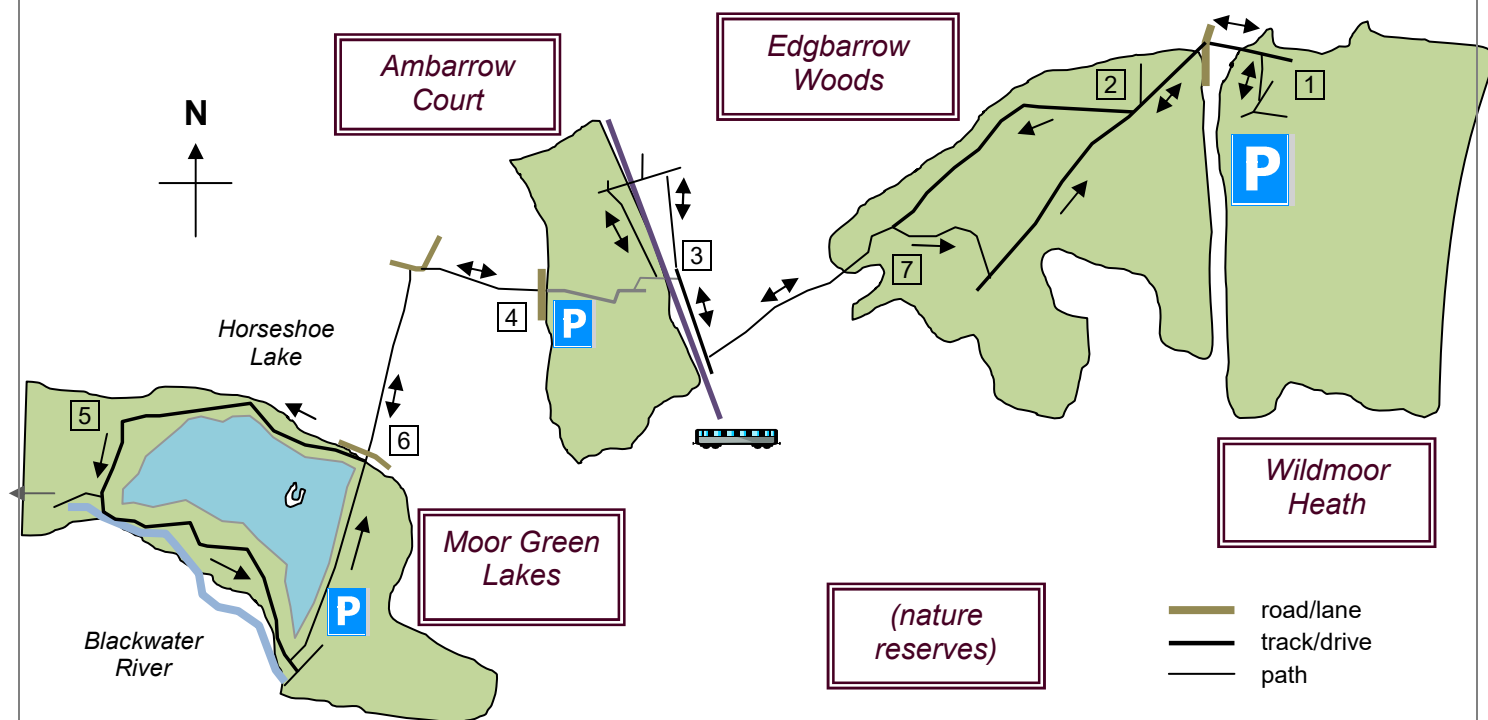 Ambarrow
Court
Edgbarrow
Woods
N
1
2
P
3
7
4
P
Horseshoe
Lake
5
6
Wildmoor
Heath
Moor Green
Lakes
P
Blackwater
River
(nature
reserves)
road/lane
track/drive
path